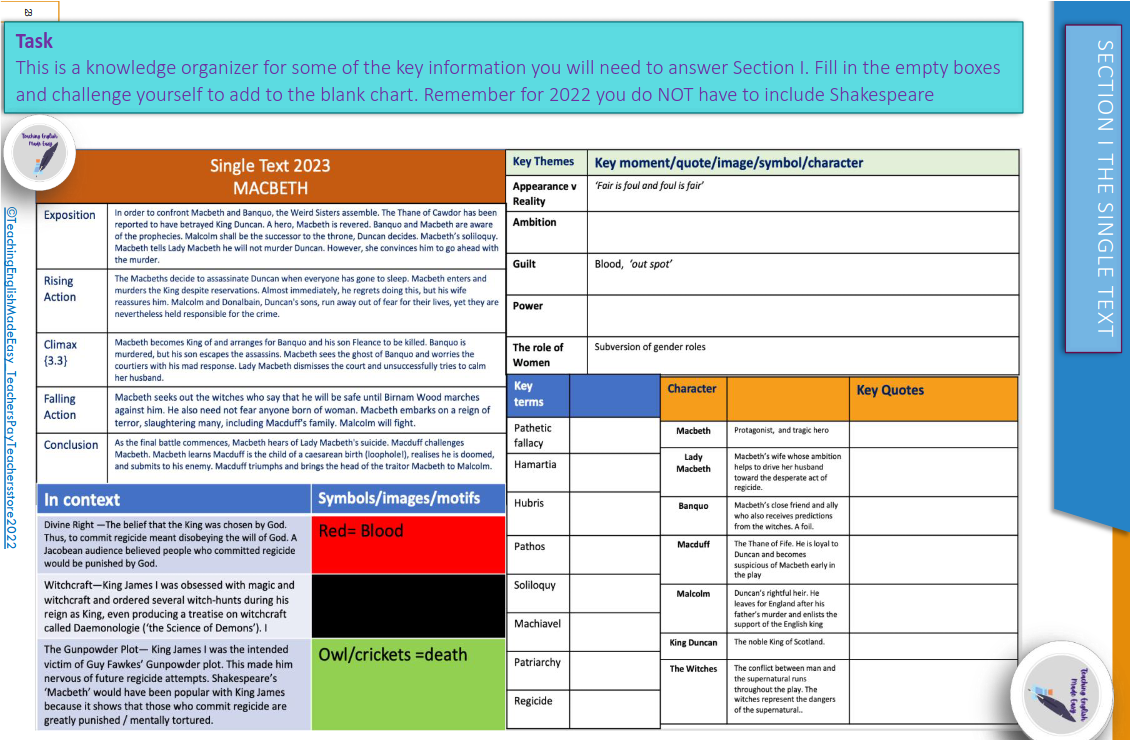 Task
This is a knowledge organizer for some of the key information you will need to answer Section I. Fill in the empty boxes
and challenge yourself to add to the blank chart. Remember for 2022 you do NOT have to include Shakespeare
SECTION I THE SINGLE TEXT
Teaching English
Made Easy
©TeachingEnglishMadeEasy_TeachersPayTeachersstore2022
Single Text 2023
MACBETH
Exposition
In order to confront Macbeth and Banquo, the Weird Sisters assemble. The Thane of Cawdor has been
reported to have betrayed King Duncan. A hero, Macbeth is revered. Banquo and Macbeth are aware
of the prophecies. Malcolm shall be the successor to the throne, Duncan decides. Macbeth's soliloquy.
Macbeth tells Lady Macbeth he will not murder Duncan. However, she convinces him to go ahead with
the murder.
Rising
Action
The Macbeths decide to assassinate Duncan when everyone has gone to sleep. Macbeth enters and
murders the King despite reservations. Almost immediately, he regrets doing this, but his wife
reassures him. Malcolm and Donalbain, Duncan's sons, run away out of fear for their lives, yet they are
nevertheless held responsible for the crime.
Climax
{3.3}
Macbeth becomes King of and arranges for Banquo and his son Fleance to be killed. Banquo is
murdered, but his son escapes the assassins. Macbeth sees the ghost of Banquo and worries the
courtiers with his mad response. Lady Macbeth dismisses the court and unsuccessfully tries to calm
her husband.
Falling
Action
Macbeth seeks out the witches who say that he will be safe until Birnam Wood marches
against him. He also need not fear anyone born of woman. Macbeth embarks on a reign of
terror, slaughtering many, including Macduff's family. Malcolm will fight.
Conclusion
As the final battle commences, Macbeth hears of Lady Macbeth's suicide. Macduff challenges
Macbeth. Macbeth learns Macduff is the child of a caesarean birth (loophole!), realises he is doomed,
and submits to his enemy. Macduff triumphs and brings the head of the traitor Macbeth to Malcolm.
In context
Symbols/images/motifs
Divine Right —The belief that the King was chosen by God.
Thus, to commit regicide meant disobeying the will of God. A
Jacobean audience believed people who committed regicide
would be punished by God.
Red= Blood
Witchcraft—King James I was obsessed with magic and
witchcraft and ordered several witch-hunts during his
reign as King, even producing a treatise on witchcraft
called Daemonologie ('the Science of Demons'). I
The Gunpowder Plot— King James I was the intended
victim of Guy Fawkes' Gunpowder plot. This made him
nervous of future regicide attempts. Shakespeare's
'Macbeth' would have been popular with King James
because it shows that those who commit regicide are
greatly punished / mentally tortured.
Owl/crickets =death
Key Themes
Key moment/quote/image/symbol/character
Appearance v
Reality
'Fair is foul and foul is fair'
Ambition
Guilt
Blood, 'out spot'
Power
The role of
Women
Subversion of gender roles
Key
terms
Pathetic
fallacy
Hamartia
Hubris
Pathos
Soliloquy
Machiavel
Patriarchy
Regicide
Character
Key Quotes
Macbeth
Protagonist, and tragic hero
Lady
Macbeth
Macbeth's wife whose ambition
helps to drive her husband
toward the desperate act of
regicide.
Banquo
Macbeth's close friend and ally
who also receives predictions
from the witches. A foil.
Macduff
The Thane of Fife. He is loyal to
Duncan and becomes
suspicious of Macbeth early in
the play
Malcolm
Duncan's rightful heir. He
leaves for England after his
father's murder and enlists the
support of the English king
King Duncan
The noble King of Scotland.
The Witches
The conflict between man and
the supernatural runs
throughout the play. The
witches represent the dangers
of the supernatural..
Teaching English
Made Easy